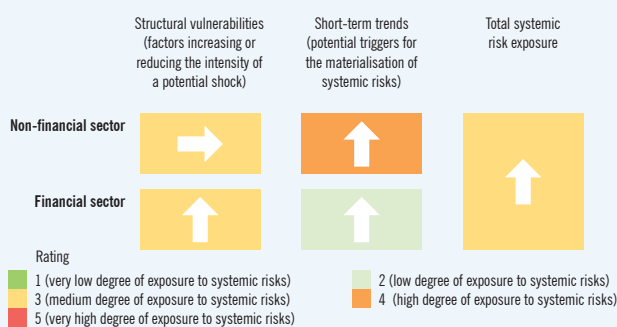 Structural vulnerabilities
(factors increasing or
reducing the intensity of
a potential shock)
Short-term trends
(potential triggers for
the materialisation of
systemic risks)
Total systemic
risk exposure
Non-financial sector
Financial sector
Rating
1 (very low degree of exposure to systemic risks)
2 (low degree of exposure to systemic risks)
3 (medium degree of exposure to systemic risks)
4 (high degree of exposure to systemic risks)
5 (very high degree of exposure to systemic risks)